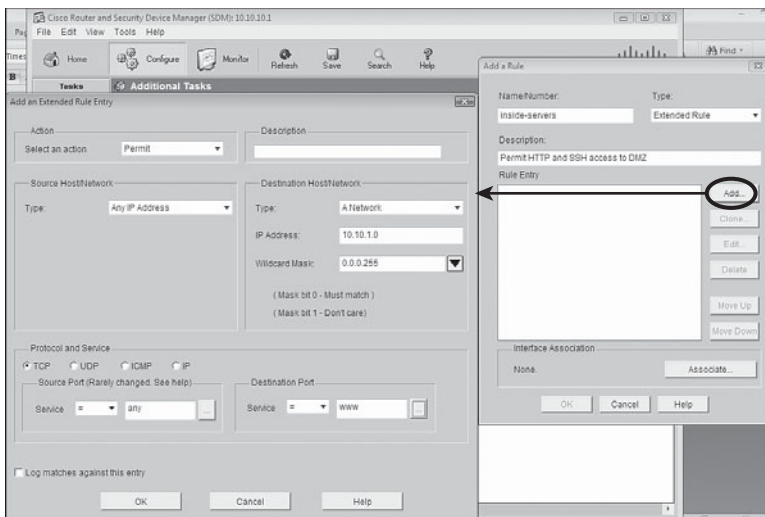 Cisco Router and Security Device Manager (SDM): 10.10.10.1
File Edit View Tools Help
Times
B
Home
Configure
Monitor
Refresh
Save
Search
Help
Find
Tasks
Additional Tasks
Add an Extended Rule Entry
Action
Select an action
Permit
Description
Source Host/Network
Type:
Any IP Address
Destination Host/Network
Type:
A Network
IP Address:
10.10.1.0
Wildcard Mask:
0.0.0.255
( Mask bit 0 - Must match )
( Mask bit 1 - Don't care)
Protocol and Service
TCP UDP ICMP IP
Source Port (Rarely changed. See help)
Service = any ...
Destination Port
Service = www ...
Log matches against this entry
OK Cancel Help
Add a Rule
Name/Number:
Type:
inside-servers
Extended Rule
Description:
Permit HTTP and SSH access to DMZ
Rule Entry
Add...
Clone...
Edit...
Delete
Move Up
Move Down
Interface Association
None.
Associate...
OK Cancel Help